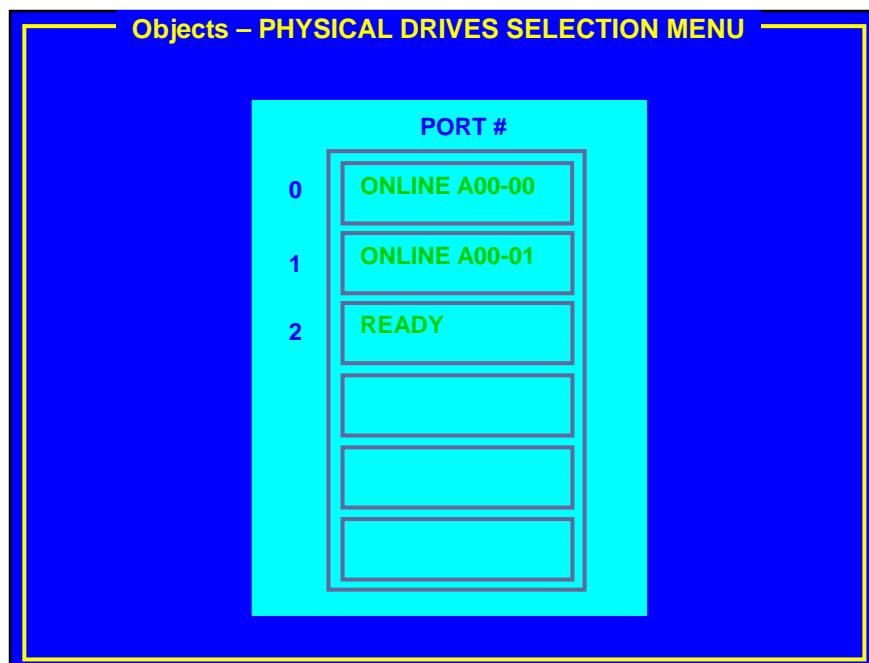 Objects – PHYSICAL DRIVES SELECTION MENU
PORT #
0 ONLINE A00-00
1 ONLINE A00-01
2 READY